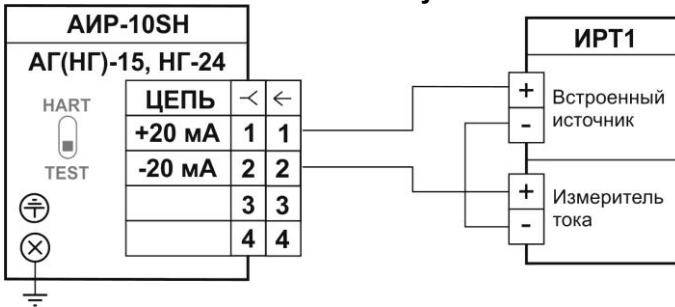 АИР-10SH
АГ(НГ)-15, НГ-24
HART
TEST
ЦЕПЬ
+20 мА 1 1
-20 мА 2 2
3 3
4 4
ИРТ1
+
-
Встроенный
источник
+
-
Измеритель
тока